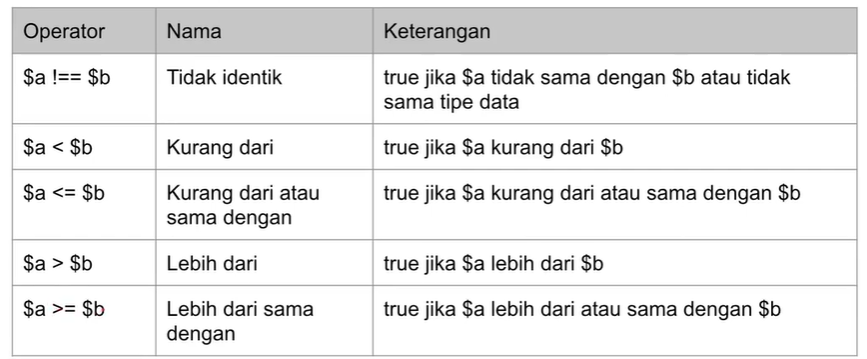 Operator Nama Keterangan
$a !== $b Tidak identik true jika $a tidak sama dengan $b atau tidak
sama tipe data
$a < $b Kurang dari true jika $a kurang dari $b
$a <= $b Kurang dari atau true jika $a kurang dari atau sama dengan $b
sama dengan
$a > $b Lebih dari true jika $a lebih dari $b
$a >= $b Lebih dari sama true jika $a lebih dari atau sama dengan $b
dengan